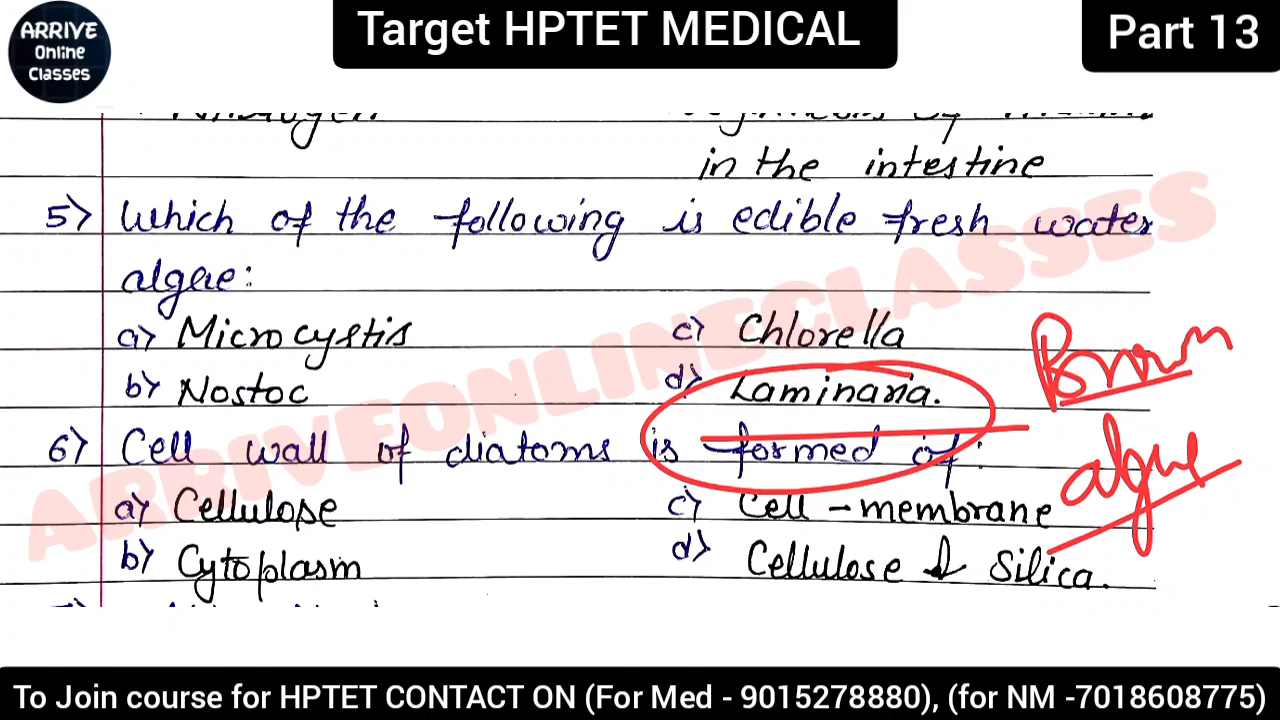 ARRIVE
Online
Classes
Target HPTET MEDICAL
Part 13
in the intestine
5) Which of the following is edible fresh water
algae:
a) Microcystis c) Chlorella
b) Nostoc d) Laminaria.
Brown
algae
6) Cell wall of diatoms is formed of:
a) Cellulose c) Cell - membrane
b) Cytoplasm d) Cellulose & Silica.
ARRIVEONLINECLASSES
To Join course for HPTET CONTACT ON (For Med - 9015278880), (for NM -7018608775)